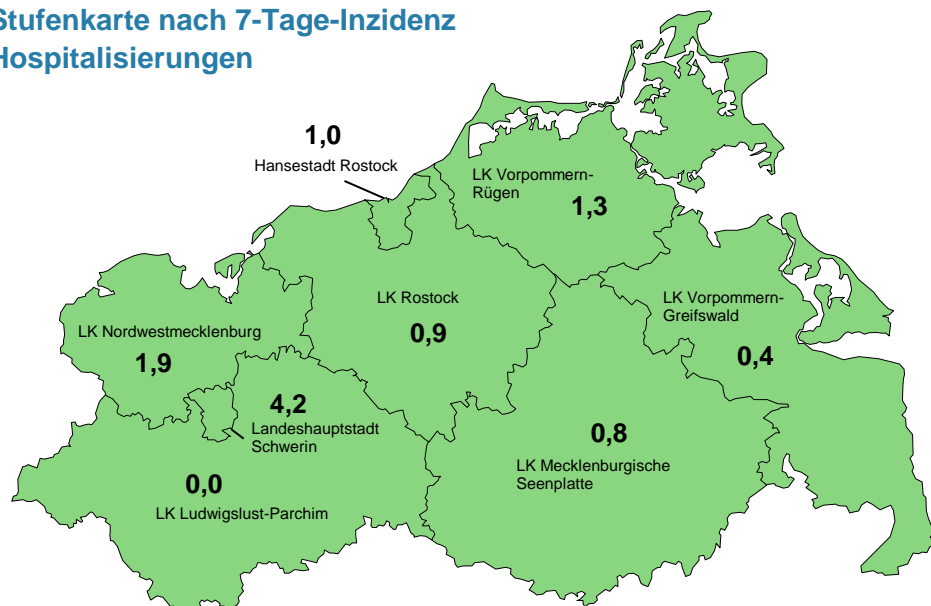 Stufenkarte nach 7-Tage-Inzidenz
Hospitalisierungen
1,0
Hansestadt Rostock
LK Vorpommern-
Rügen
1,3
LK Rostock
0,9
LK Vorpommern-
Greifswald
0,4
LK Nordwestmecklenburg
1,9
4,2
Landeshauptstadt
Schwerin
0,8
LK Mecklenburgische
Seenplatte
0,0
LK Ludwigslust-Parchim